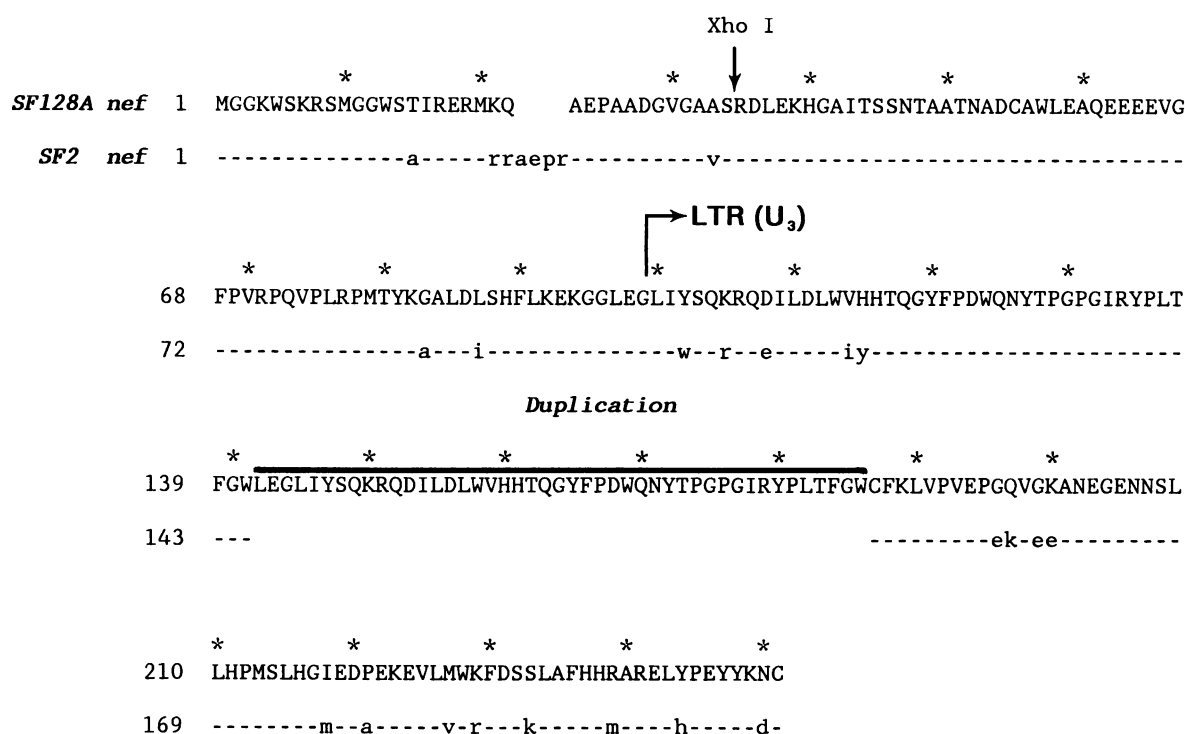 Xho I
* * * * * *
SF128A nef 1 MGGKWSKRSMGGWSTIRERMKQ    AEPAADGVGAASRDLEKHGAITSSNTAATNADCAWLEAQEEEEVG
SF2 nef 1 --------------a-----rraepr----------v----------------------------------
LTR (U₃)
* * * * * * *
68 FPVRPQVPLRPMTYKGALDLSHFLKEKGGLEGLIYSQKRQDILDLWVHHTQGYFPDWQNYTPGPGIRYPLT
72 ---------------a---i--------------w--r--e-----iy-----------------------
Duplication
* * * * * * *
139 FGWLEGLIYSQKRQDILDLWVHHTQGYFPDWQNYTPGPGIRYPLTFGWCFKLVPVEPGQVGKANEGENNSL
143 ---                                             ---------ek-ee---------
* * * * *
210 LHPMSLHGIEDPEKEVLMWKFDSSLAFHHRARELYPEYYKNC
169 --------m--a-----v-r---k-----m----h-----d-